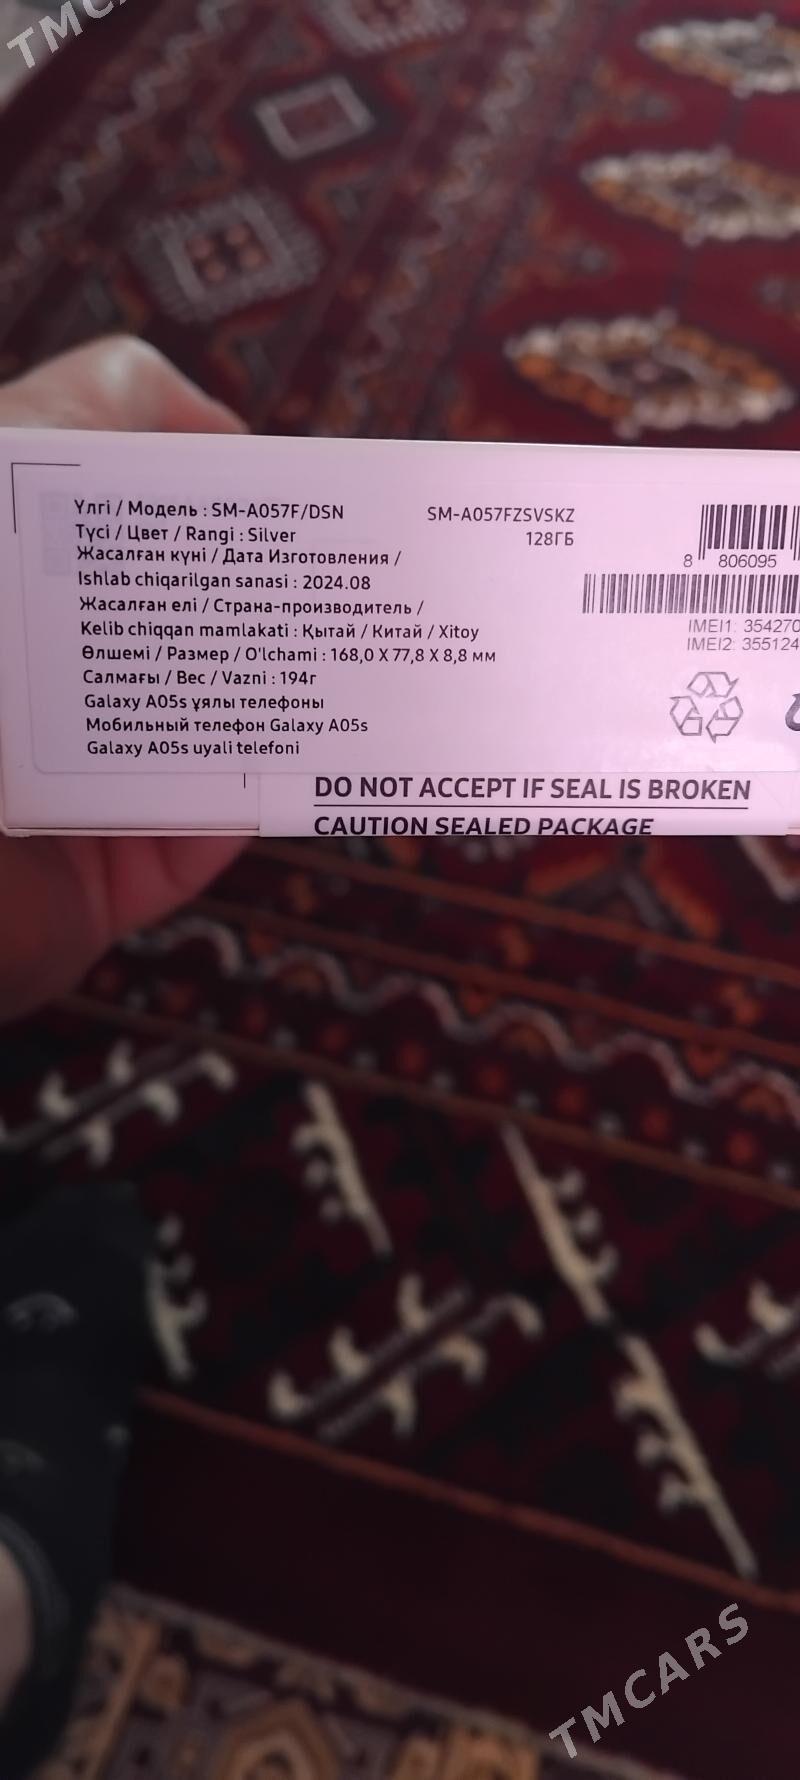 TMCA
Үлгі / Модель : SM-A057F/DSN
SM-A057FZSVSKZ
Түсі / Цвет / Rangi : Silver
128ГБ
Жасалған күні / Дата Изготовления /
Ishlab chiqarilgan sanasi : 2024.08
Жасалған елі / Страна-производитель /
Kelib chiqqan mamlakati : Қытай / Китай / Xitoy
Өлшемі / Размер / O'lchami : 168,0 X 77,8 X 8,8 мм
Салмағы / Вес / Vazni : 194г
Galaxy A05s ұялы телефоны
Мобильный телефон Galaxy A05s
Galaxy A05s uyali telefoni
8 806095
IMEI1: 354270
IMEI2: 355124
DO NOT ACCEPT IF SEAL IS BROKEN
CAUTION SEALED PACKAGE
TMCARS